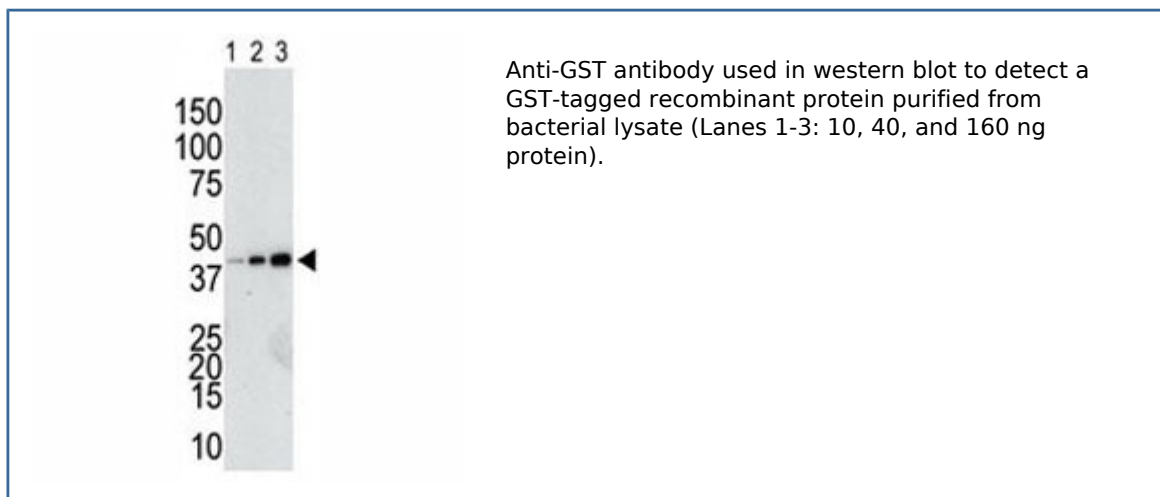 1 2 3
150
100
75
50
37
25
20
15
10
Anti-GST antibody used in western blot to detect a
GST-tagged recombinant protein purified from
bacterial lysate (Lanes 1-3: 10, 40, and 160 ng
protein).